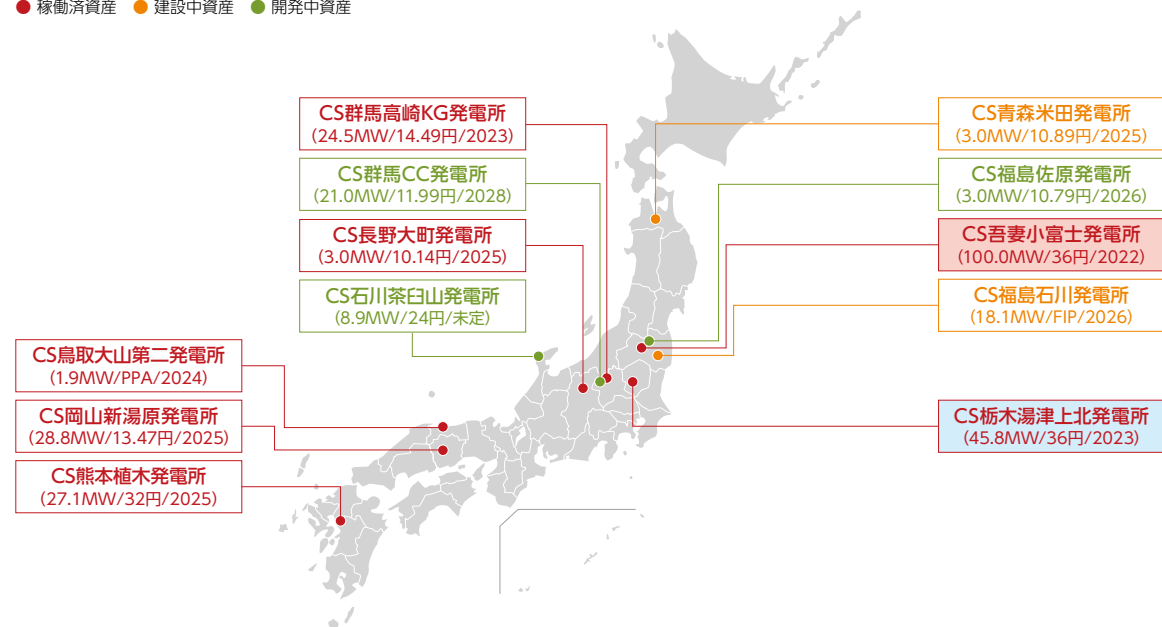 ● 稼働済資産 ● 建設中資産 ● 開発中資産
CS群馬高崎KG発電所
(24.5MW/14.49円/2023)
CS群馬CC発電所
(21.0MW/11.99円/2028)
CS長野大町発電所
(3.0MW/10.14円/2025)
CS石川茶臼山発電所
(8.9MW/24円/未定)
CS鳥取大山第二発電所
(1.9MW/PPA/2024)
CS岡山新湯原発電所
(28.8MW/13.47円/2025)
CS熊本植木発電所
(27.1MW/32円/2025)
CS青森米田発電所
(3.0MW/10.89円/2025)
CS福島佐原発電所
(3.0MW/10.79円/2026)
CS吾妻小富士発電所
(100.0MW/36円/2022)
CS福島石川発電所
(18.1MW/FIP/2026)
CS栃木湯津上北発電所
(45.8MW/36円/2023)